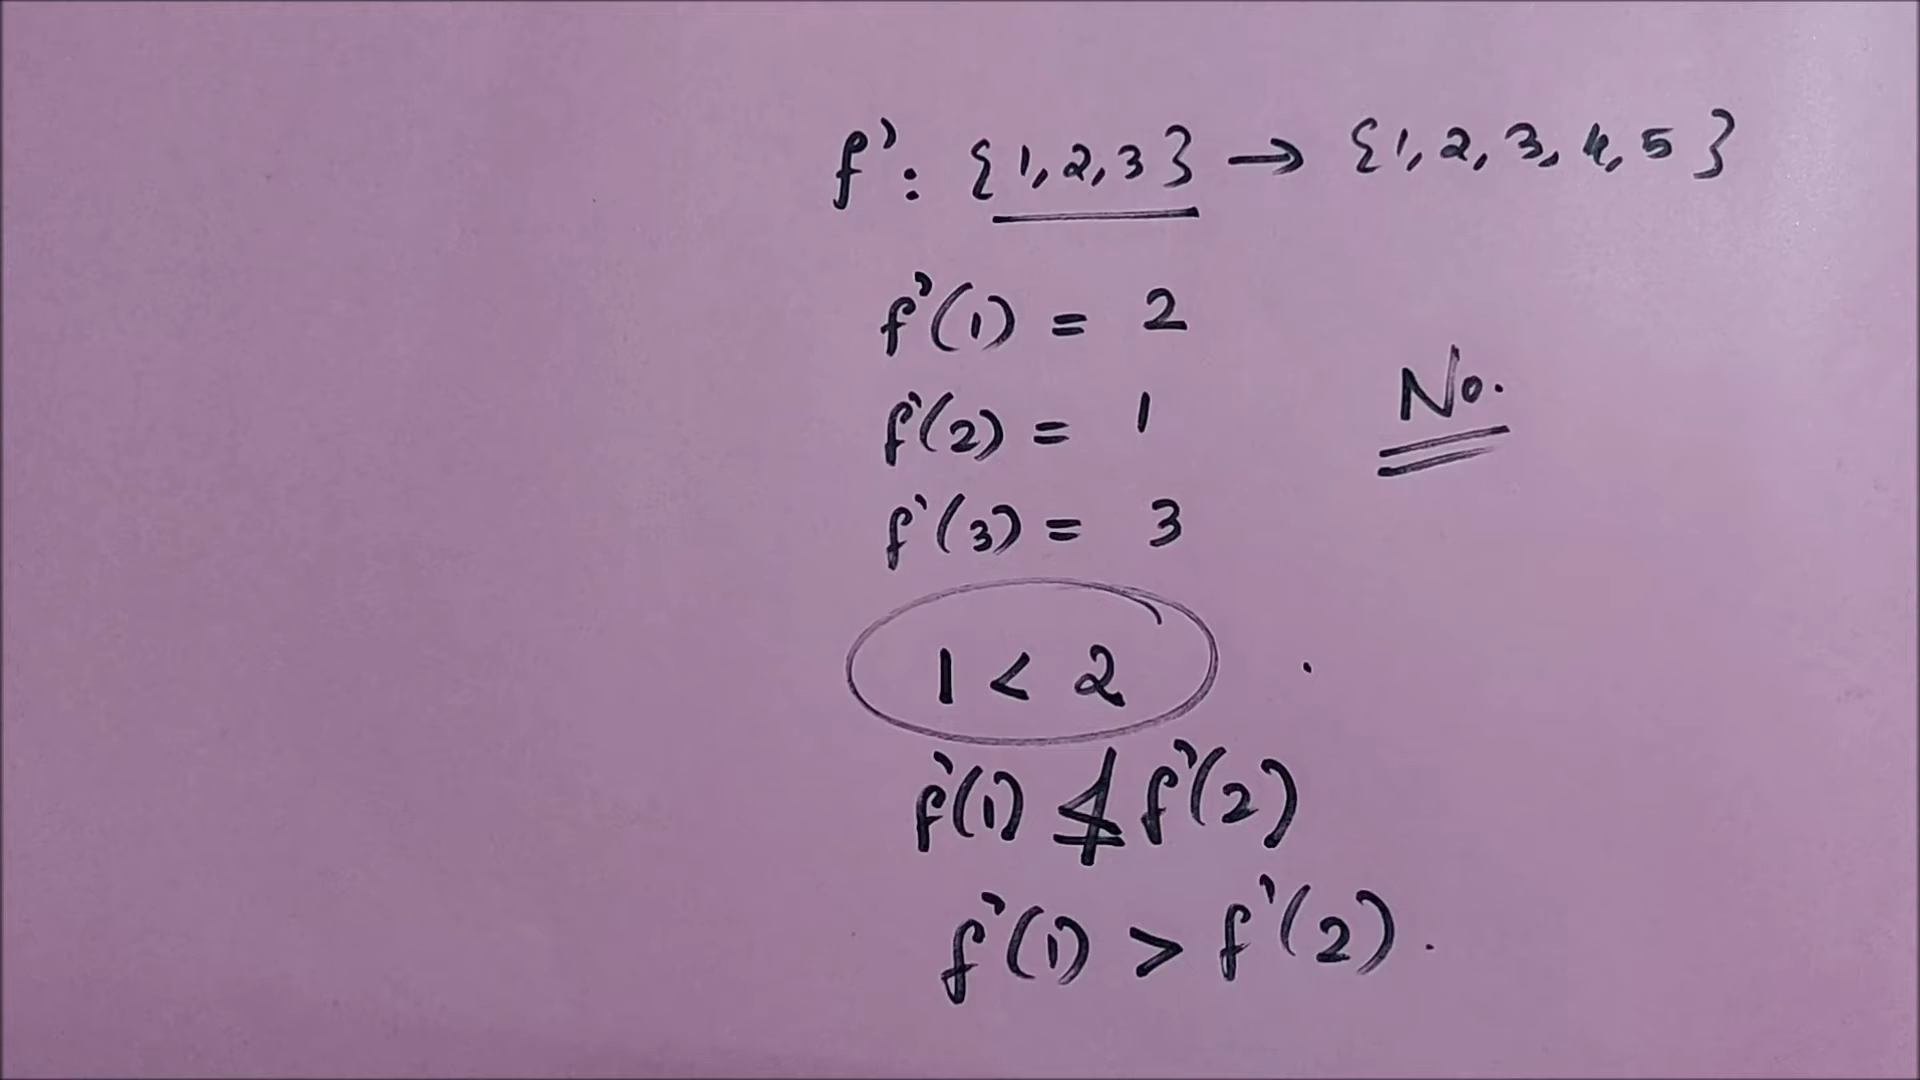 f': {1,2,3} → {1,2,3,4,5}
f'(1) = 2
No.
f'(2) = 1
f'(3) = 3
1 < 2
f'(1) ≰ f'(2)
f'(1) > f'(2).